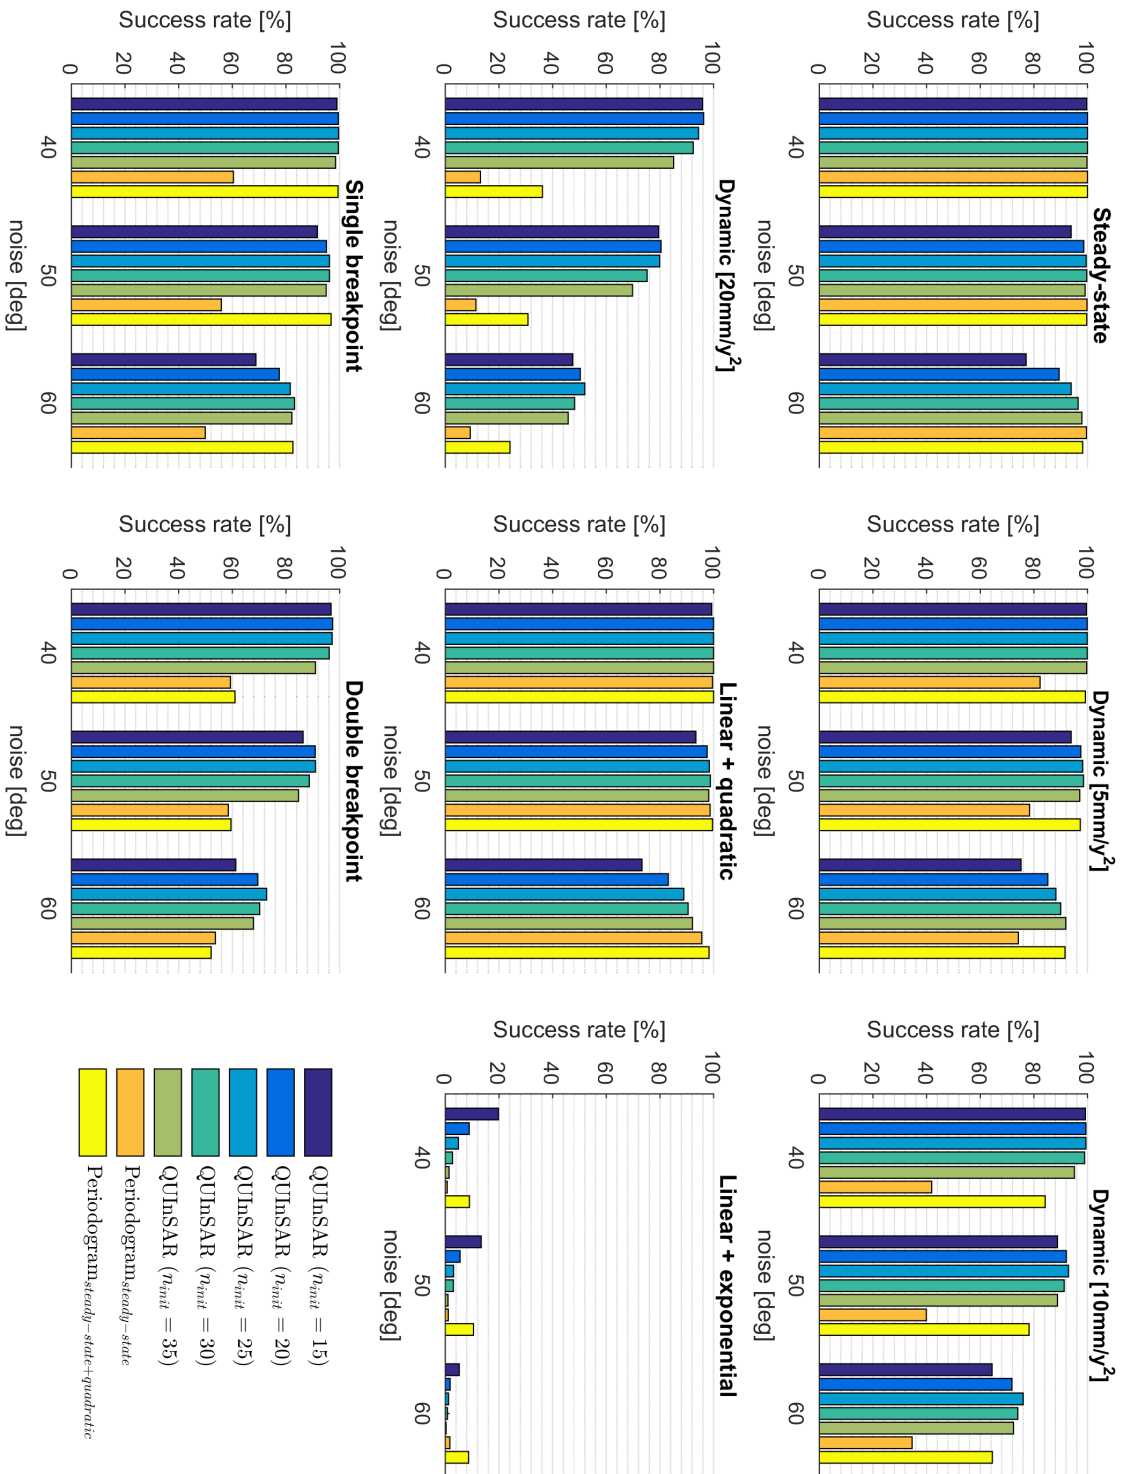 Steady-state
Success rate [%]
0 20 40 60 80 100
40 50 60
noise [deg]
Dynamic [5mm/y²]
Success rate [%]
0 20 40 60 80 100
40 50 60
noise [deg]
Dynamic [10mm/y²]
Success rate [%]
0 20 40 60 80 100
40 50 60
noise [deg]
Dynamic [20mm/y²]
Success rate [%]
0 20 40 60 80 100
40 50 60
noise [deg]
Linear + quadratic
Success rate [%]
0 20 40 60 80 100
40 50 60
noise [deg]
Linear + exponential
Success rate [%]
0 20 40 60 80 100
40 50 60
noise [deg]
Single breakpoint
Success rate [%]
0 20 40 60 80 100
40 50 60
noise [deg]
Double breakpoint
Success rate [%]
0 20 40 60 80 100
40 50 60
noise [deg]
QUInSAR (n_init = 15)
QUInSAR (n_init = 20)
QUInSAR (n_init = 25)
QUInSAR (n_init = 30)
QUInSAR (n_init = 35)
Periodogram_steady−state
Periodogram_steady−state+quadratic